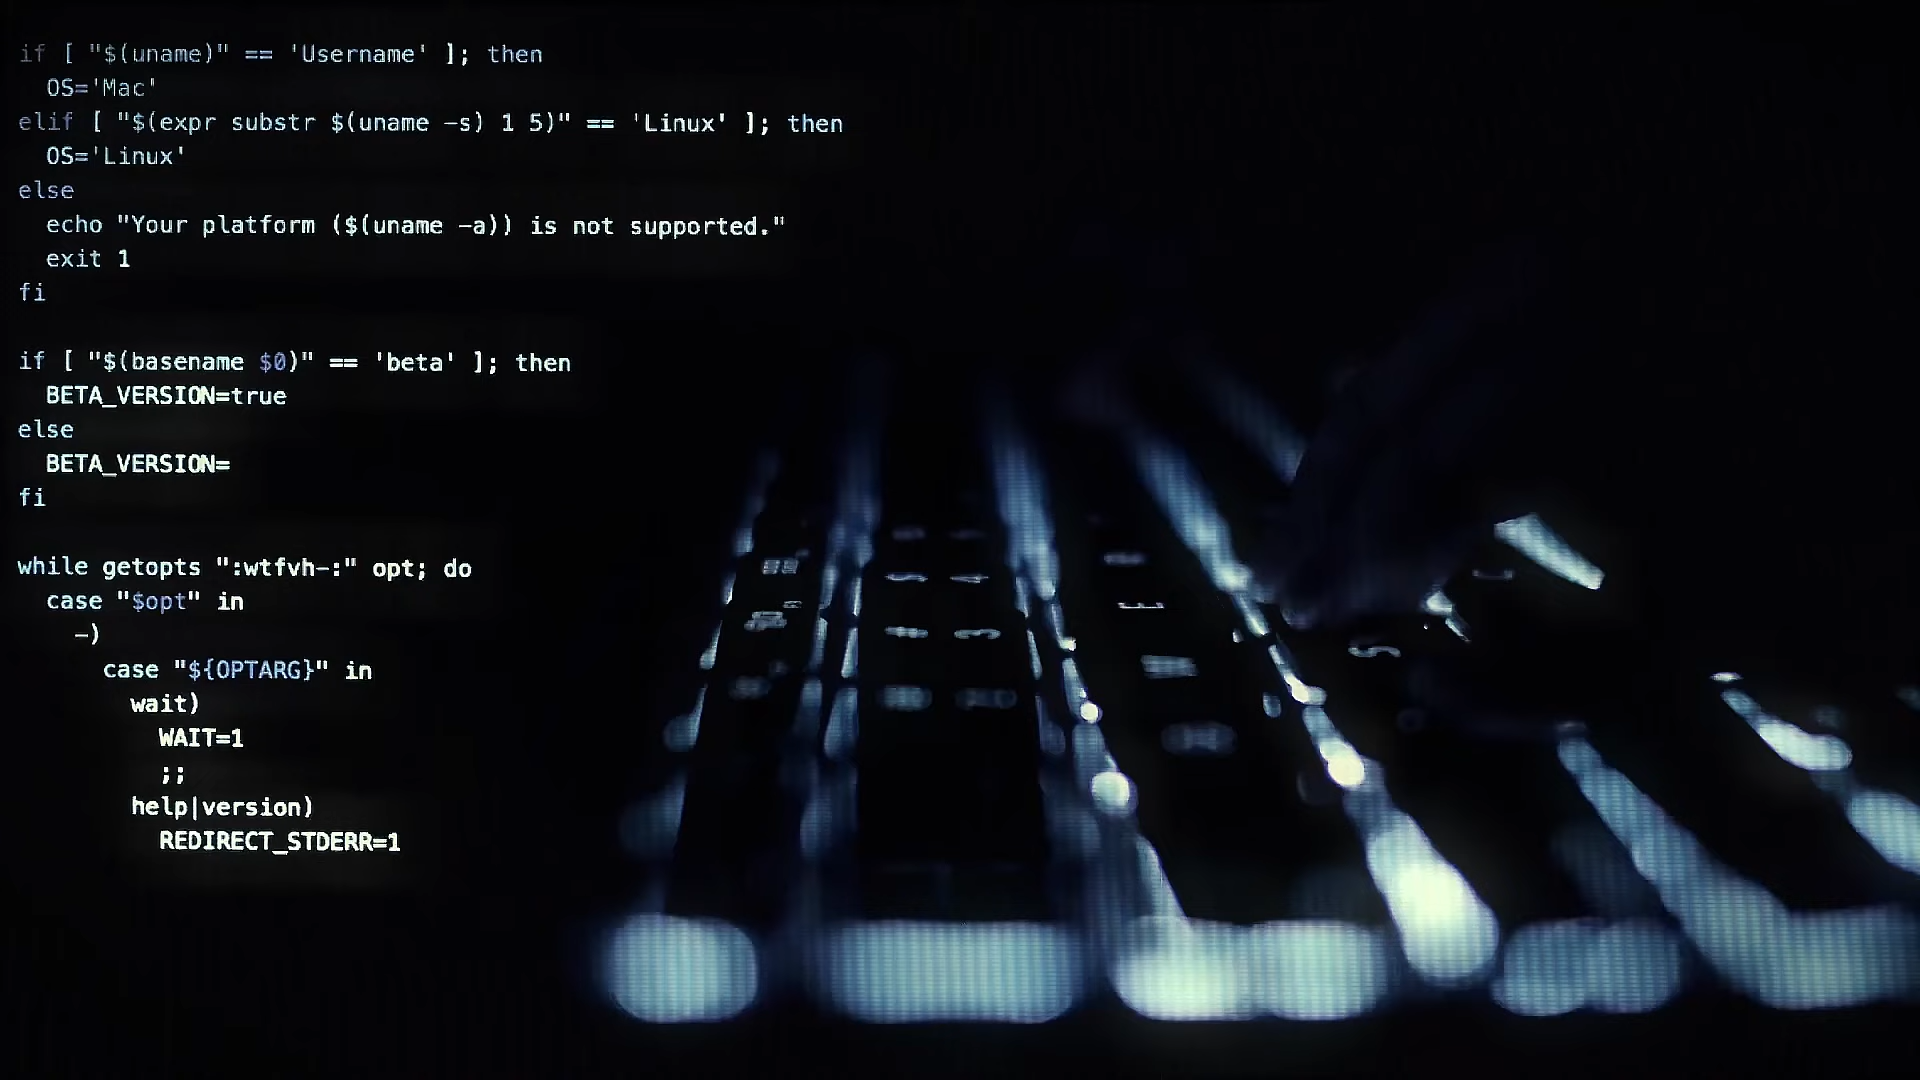 if [ "$(uname)" == 'Username' ]; then
  OS='Mac'
elif [ "$(expr substr $(uname -s) 1 5)" == 'Linux' ]; then
  OS='Linux'
else
  echo "Your platform ($(uname -a)) is not supported."
  exit 1
fi

if [ "$(basename $0)" == 'beta' ]; then
  BETA_VERSION=true
else
  BETA_VERSION=
fi

while getopts ":wtfvh-:" opt; do
  case "$opt" in
    -)
      case "${OPTARG}" in
        wait)
          WAIT=1
          ;;
        help|version)
          REDIRECT_STDERR=1